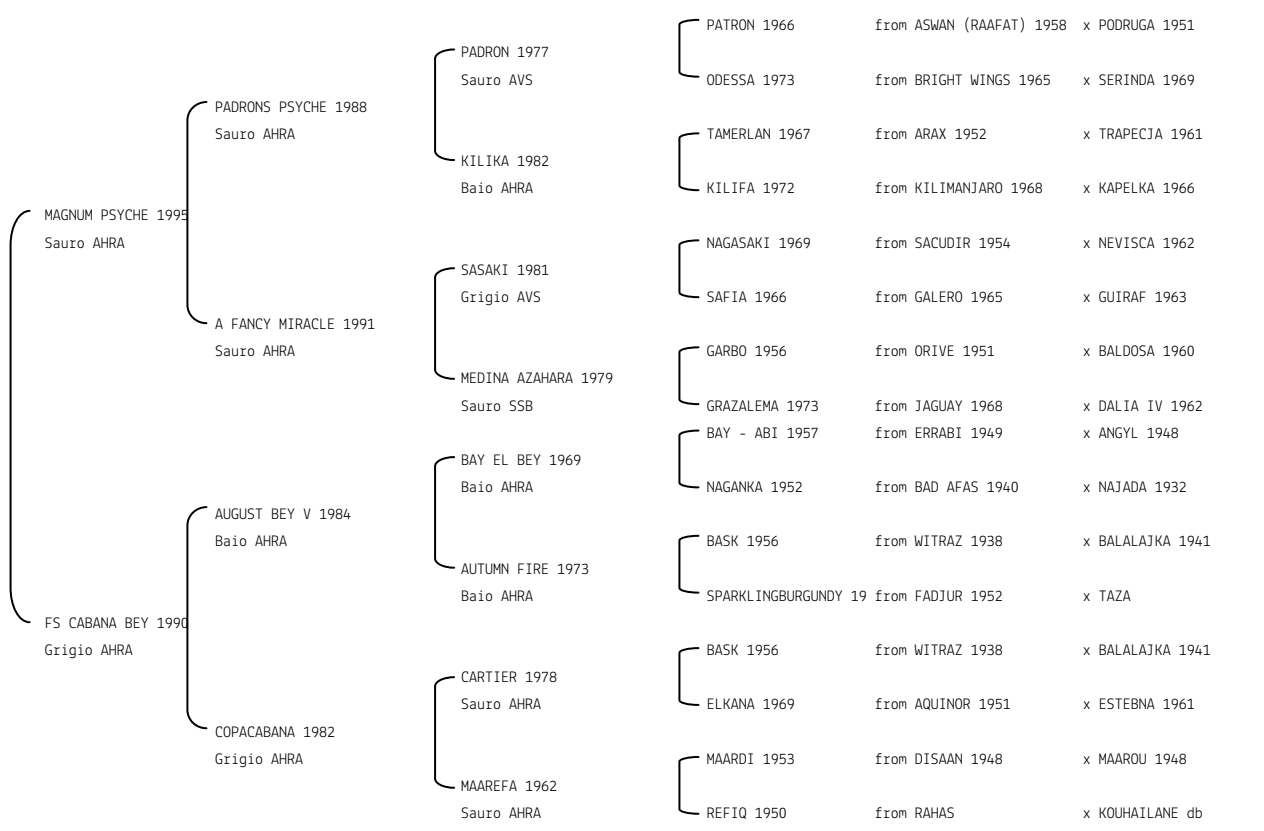 PATRON 1966 from ASWAN (RAAFAT) 1958 x PODRUGA 1951
PADRON 1977
Sauro AVS
ODESSA 1973 from BRIGHT WINGS 1965 x SERINDA 1969
PADRONS PSYCHE 1988
Sauro AHRA
TAMERLAN 1967 from ARAX 1952 x TRAPECJA 1961
KILIKA 1982
Baio AHRA
KILIFA 1972 from KILIMANJARO 1968 x KAPELKA 1966
MAGNUM PSYCHE 1995
Sauro AHRA
NAGASAKI 1969 from SACUDIR 1954 x NEVISCA 1962
SASAKI 1981
Grigio AVS
SAFIA 1966 from GALERO 1965 x GUIRAF 1963
A FANCY MIRACLE 1991
Sauro AHRA
GARBO 1956 from ORIVE 1951 x BALDOSA 1960
MEDINA AZAHARA 1979
Sauro SSB
GRAZALEMA 1973 from JAGUAY 1968 x DALIA IV 1962
BAY - ABI 1957 from ERRABI 1949 x ANGYL 1948
BAY EL BEY 1969
Baio AHRA
NAGANKA 1952 from BAD AFAS 1940 x NAJADA 1932
AUGUST BEY V 1984
Baio AHRA
BASK 1956 from WITRAZ 1938 x BALALAJKA 1941
AUTUMN FIRE 1973
Baio AHRA
SPARKLINGBURGUNDY 19 from FADJUR 1952 x TAZA
FS CABANA BEY 1990
Grigio AHRA
BASK 1956 from WITRAZ 1938 x BALALAJKA 1941
CARTIER 1978
Sauro AHRA
ELKANA 1969 from AQUINOR 1951 x ESTEBNA 1961
COPACABANA 1982
Grigio AHRA
MAARDI 1953 from DISAAN 1948 x MAAROU 1948
MAAREFA 1962
Sauro AHRA
REFIQ 1950 from RAHAS x KOUHAILANE db